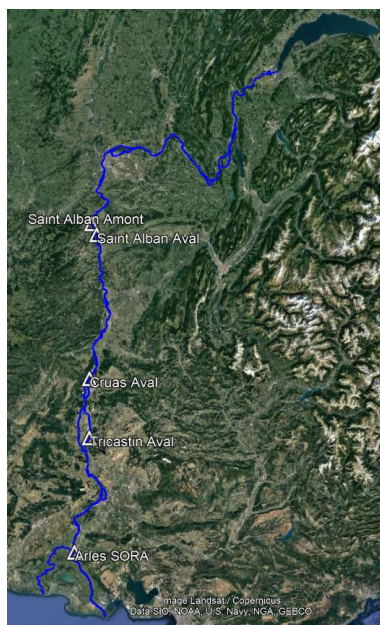 Saint Alban Amont
Saint Alban Aval
Cruas Aval
Tricastin Aval
Arles SORA
Image Landsat / Copernicus
Data SIO, NOAA, U.S. Navy, NGA, GEBCO